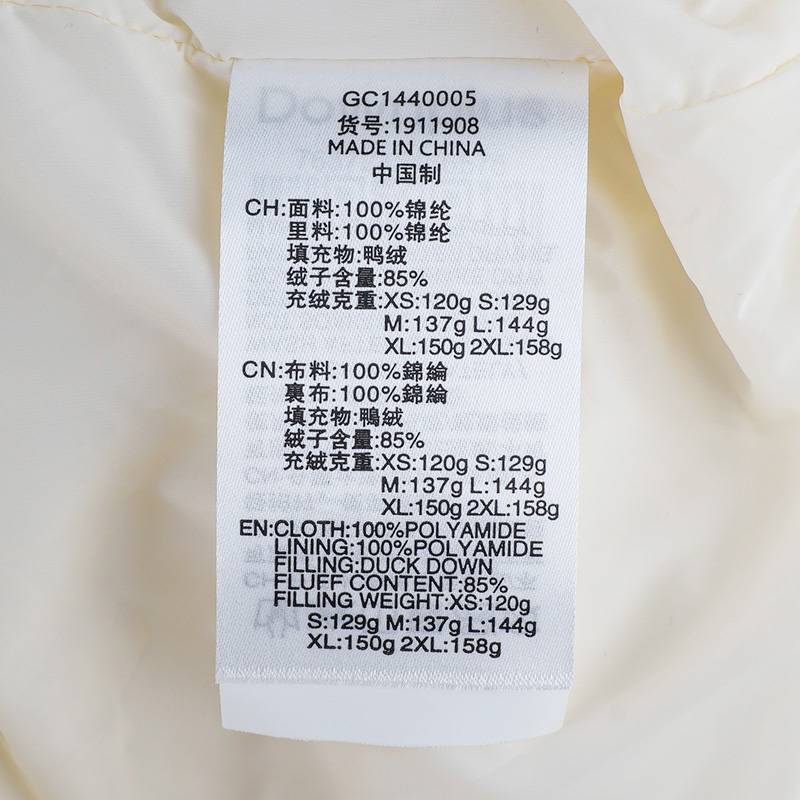 GC1440005
货号:1911908
MADE IN CHINA
中国制
CH:面料:100%锦纶
里料:100%锦纶
填充物:鸭绒
绒子含量:85%
充绒克重:XS:120g S:129g
M:137g L:144g
XL:150g 2XL:158g
CN:布料:100%錦綸
裏布:100%錦綸
填充物:鴨絨
絨子含量:85%
充絨克重:XS:120g S:129g
M:137g L:144g
XL:150g 2XL:158g
EN:CLOTH:100%POLYAMIDE
LINING:100%POLYAMIDE
FILLING:DUCK DOWN
FLUFF CONTENT:85%
FILLING WEIGHT:XS:120g
S:129g M:137g L:144g
XL:150g 2XL:158g